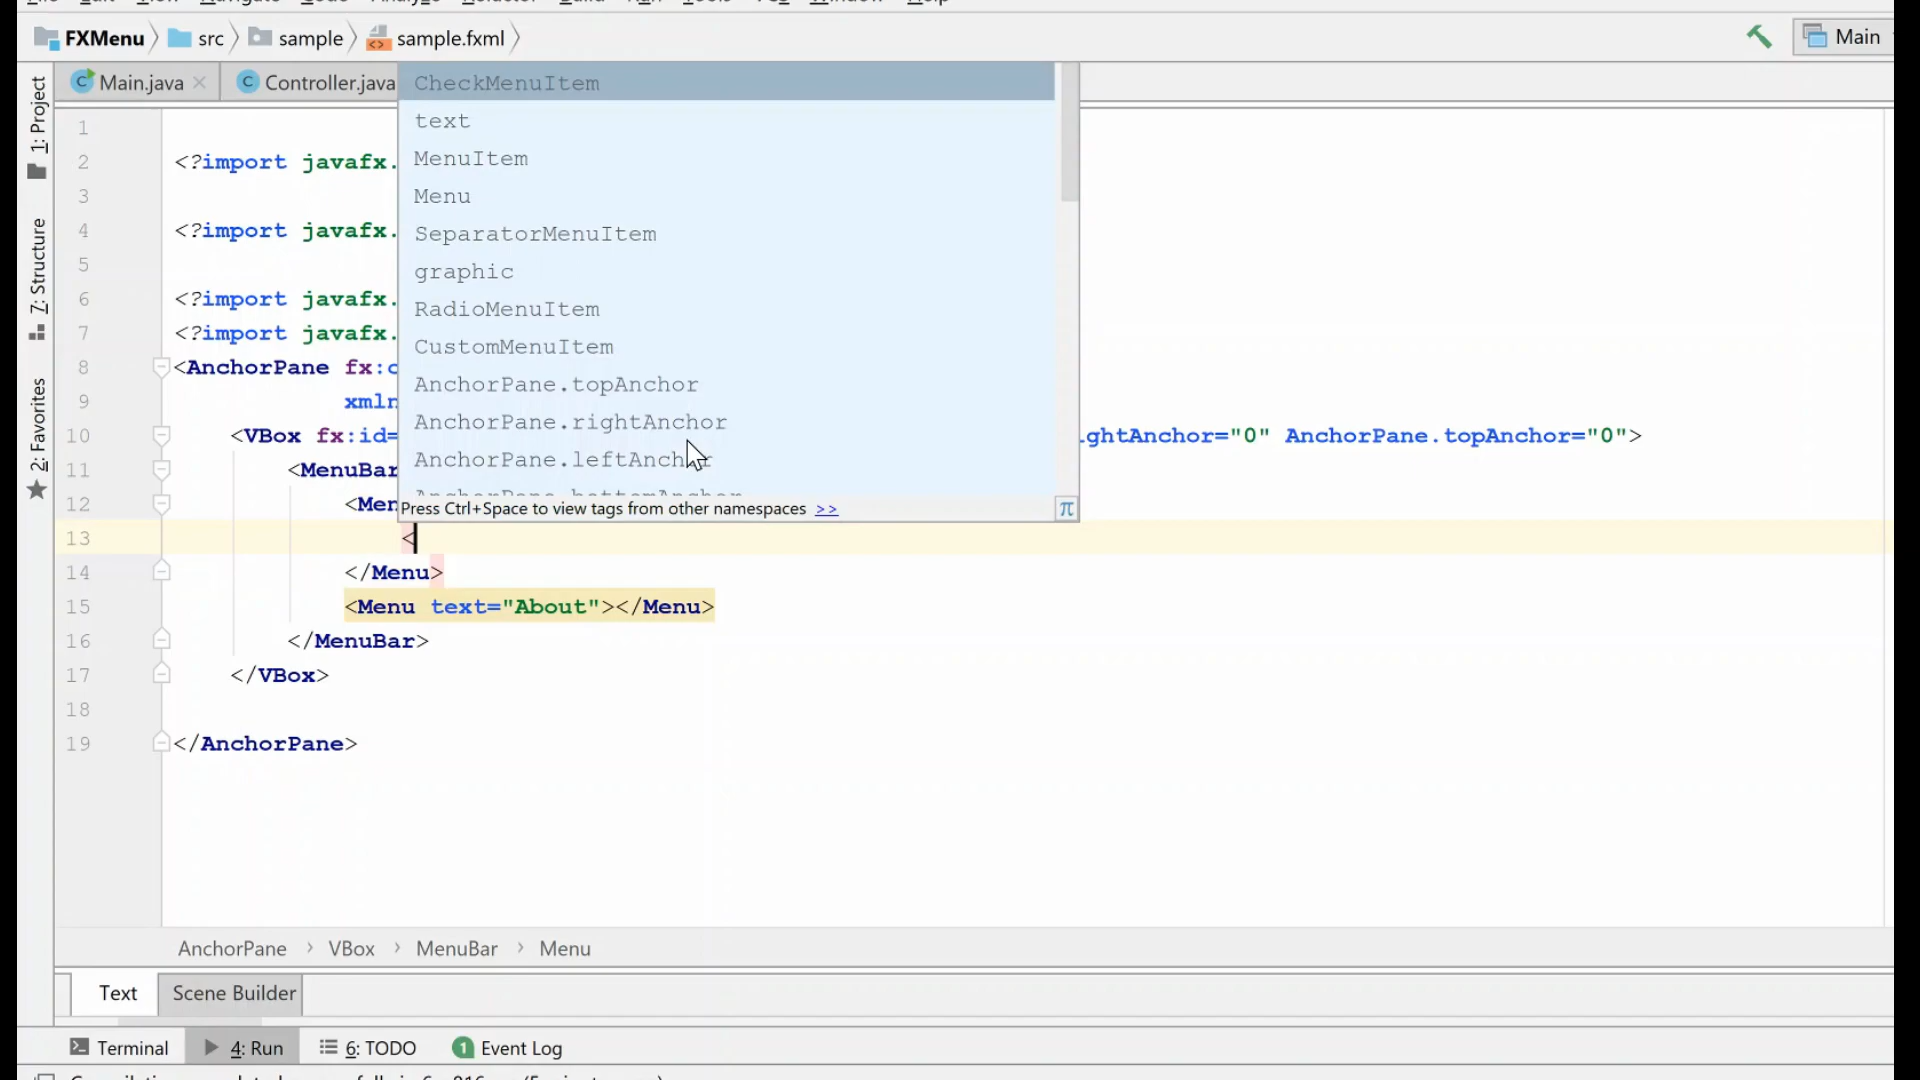 FXMenu src sample sample.fxml Main
Main.java Controller.java
1: Project
7: Structure
2: Favorites
CheckMenuItem
text
MenuItem
Menu
SeparatorMenuItem
graphic
RadioMenuItem
CustomMenuItem
AnchorPane.topAnchor
AnchorPane.rightAnchor
AnchorPane.leftAnchor
AnchorPane.bottomAnchor
Press Ctrl+Space to view tags from other namespaces >> π
1
2 <?import javafx.
3
4 <?import javafx.
5
6 <?import javafx.
7 <?import javafx.
8 <AnchorPane fx:c
9 xmln
10 <VBox fx:id= ightAnchor="0" AnchorPane.topAnchor="0">
11 <MenuBar
12 <Men
13 <
14 </Menu>
15 <Menu text="About"></Menu>
16 </MenuBar>
17 </VBox>
18
19 </AnchorPane>
AnchorPane › VBox › MenuBar › Menu
Text Scene Builder
Terminal 4: Run 6: TODO 1 Event Log